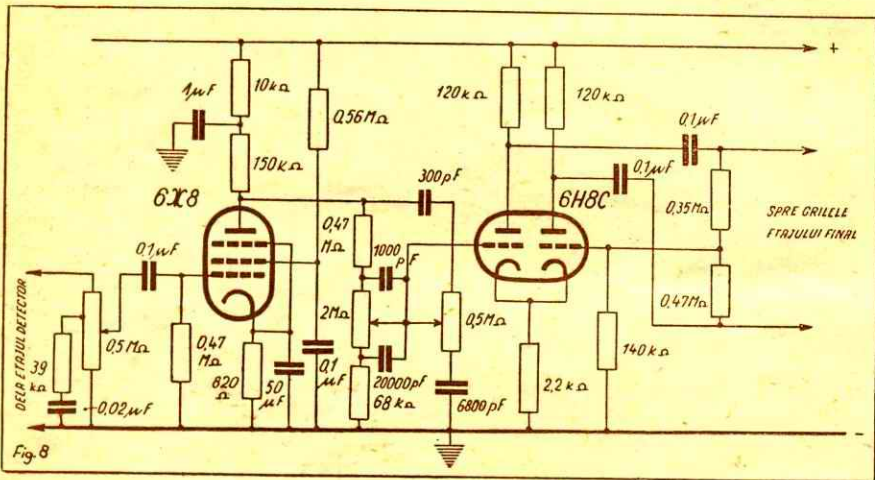 +
1µF
10kΩ
0,56MΩ
120kΩ
120kΩ
0,1µF
150kΩ
300pF
0,1µF
6Ж8
6H8C
0,47
MΩ
0,35MΩ
SPRE GRILELE
ETAJULUI FINAL
0,1µF
1000
pF
DELA ETAJUL DETECTOR
0,5MΩ
2MΩ
0,5MΩ
0,47MΩ
39
kΩ
0,47
MΩ
820
Ω
50
µF
0,1
µF
20000pF
68kΩ
6800pF
2,2kΩ
140kΩ
0,02µF
-
Fig. 8